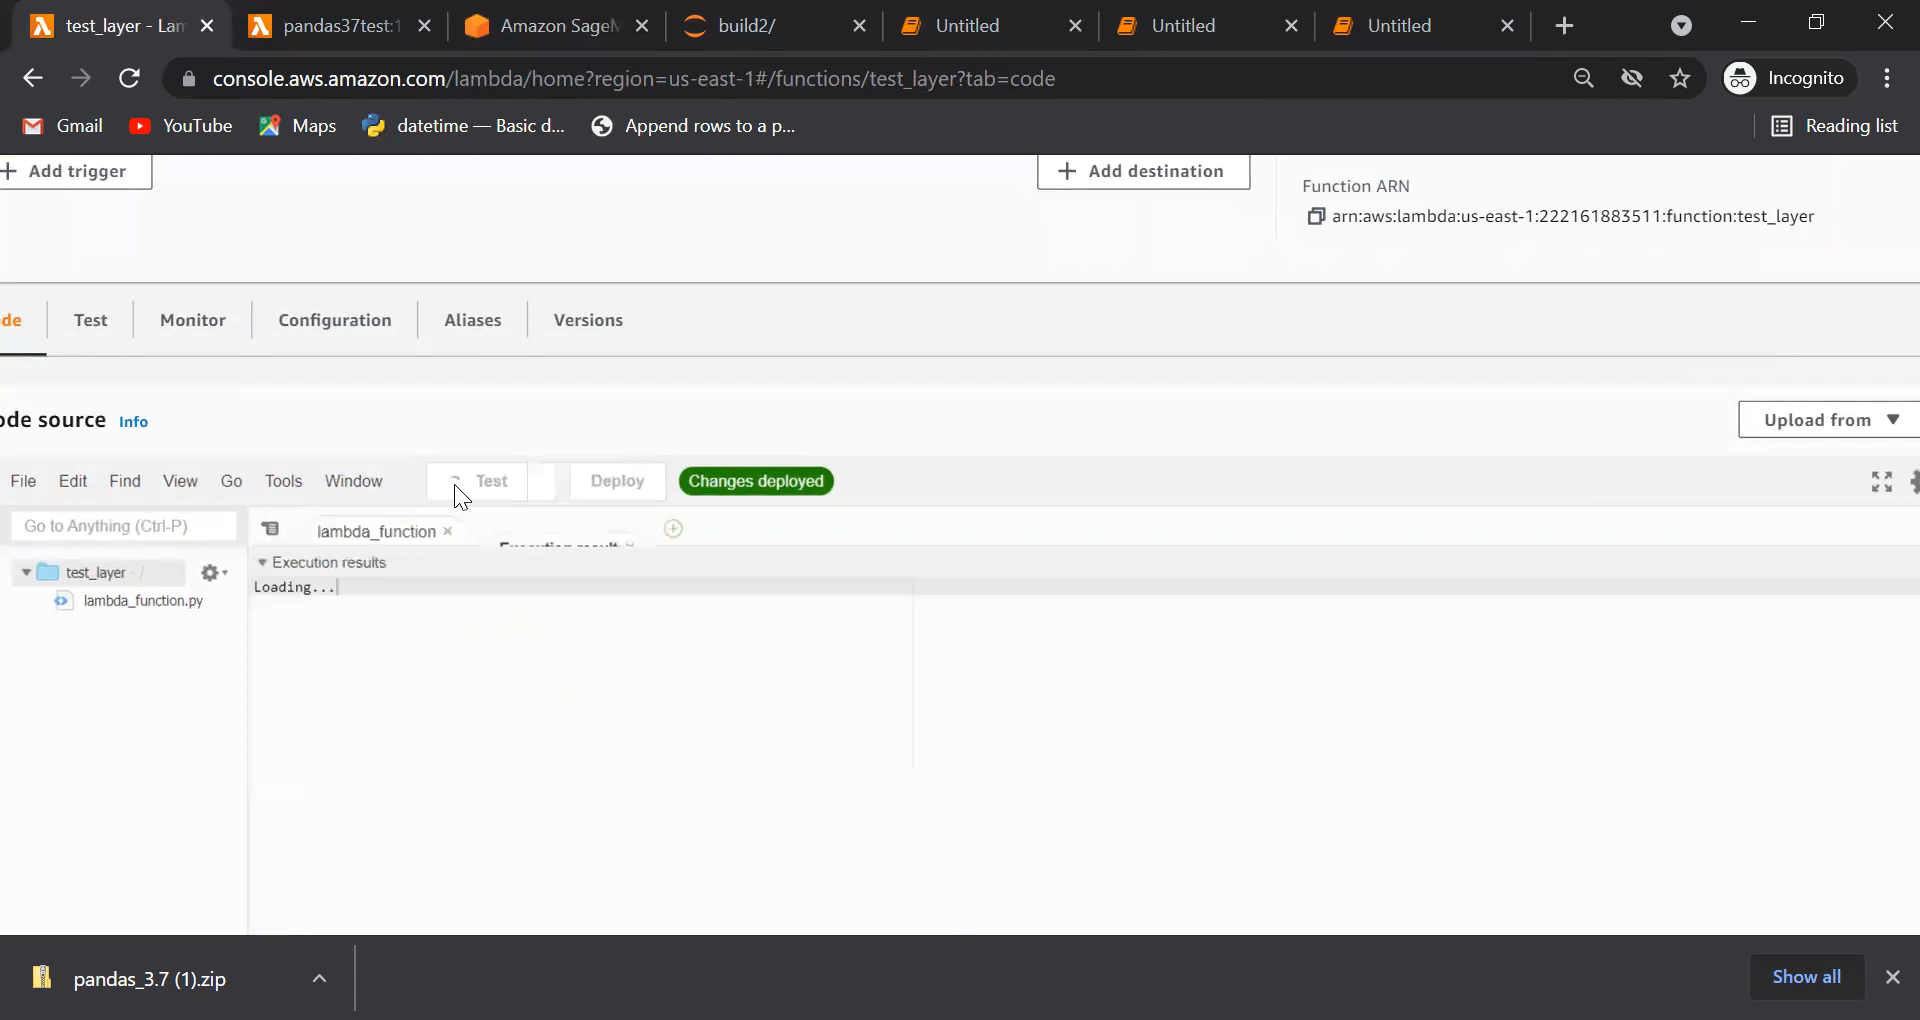 test_layer - Lam
pandas37test:1
Amazon SageM
build2/
Untitled
Untitled
Untitled
console.aws.amazon.com/lambda/home?region=us-east-1#/functions/test_layer?tab=code
Incognito
Gmail
YouTube
Maps
datetime — Basic d...
Append rows to a p...
Reading list
Add trigger
Add destination
Function ARN
arn:aws:lambda:us-east-1:222161883511:function:test_layer
de
Test
Monitor
Configuration
Aliases
Versions
ode source Info
Upload from
File Edit Find View Go Tools Window
Test
Deploy
Changes deployed
Go to Anything (Ctrl-P)
lambda_function
Execution results
test_layer - /
lambda_function.py
Loading...
pandas_3.7 (1).zip
Show all